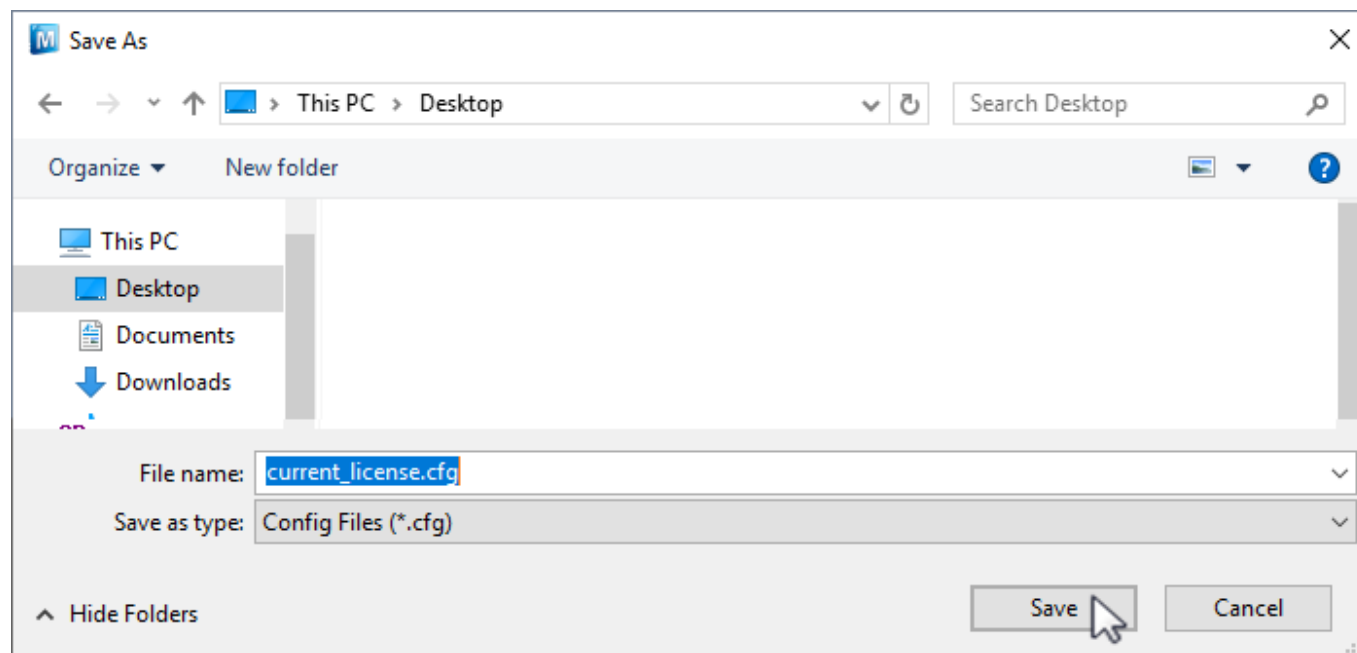 Save As
This PC > Desktop
Search Desktop
Organize
New folder
This PC
Desktop
Documents
Downloads
File name: current_license.cfg
Save as type: Config Files (*.cfg)
Hide Folders
Save
Cancel